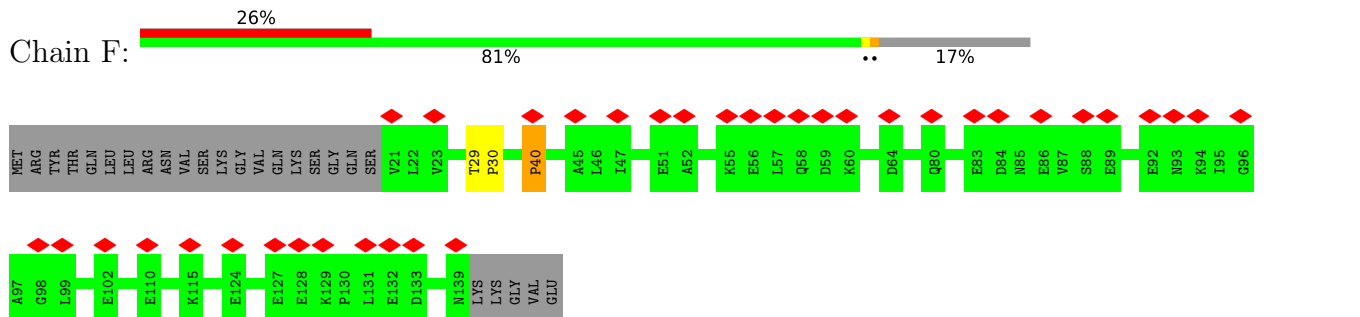 26%
Chain F:
81% •• 17%
MET ARG TYR THR GLN LEU LEU ARG ASN VAL SER LYS GLY VAL GLN LYS SER GLY GLN SER V21 L22 V23 T29 P30 P40 A45 L46 I47 E51 A52 K55 E56 L57 Q58 D59 K60 D64 Q80 E83 D84 N85 E86 V87 S88 E89 E92 N93 K94 I95 G96
A97 G98 L99 E102 E110 K115 E124 E127 E128 K129 P130 L131 E132 D133 N139 LYS LYS GLY VAL GLU